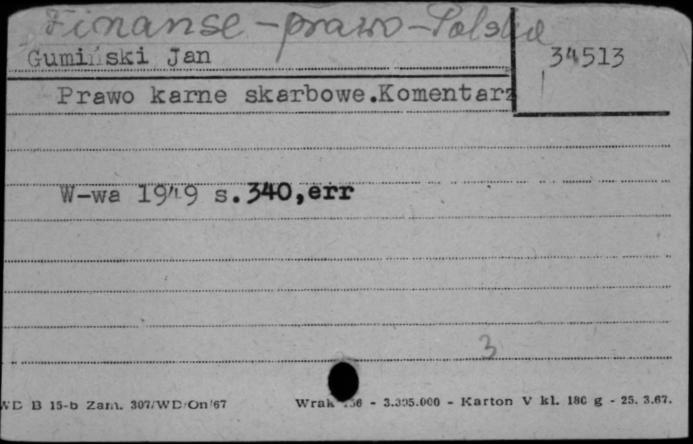 Finanse - prawo - Polska
Gumiński Jan
34513
Prawo karne skarbowe.Komentarz
W-wa 1949 s.340,err
3
B 15-b Zam. 307/WD/On/67
Wrak - 3.395.000 - Karton V kl. 180 g - 25. 3.67.